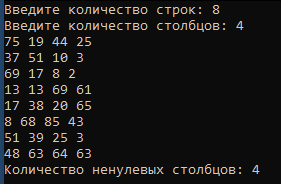 Введите количество строк: 8
Введите количество столбцов: 4
75 19 44 25
37 51 10 3
69 17 8 2
13 13 69 61
17 38 20 65
8 68 85 43
51 39 25 3
48 63 64 63
Количество ненулевых столбцов: 4